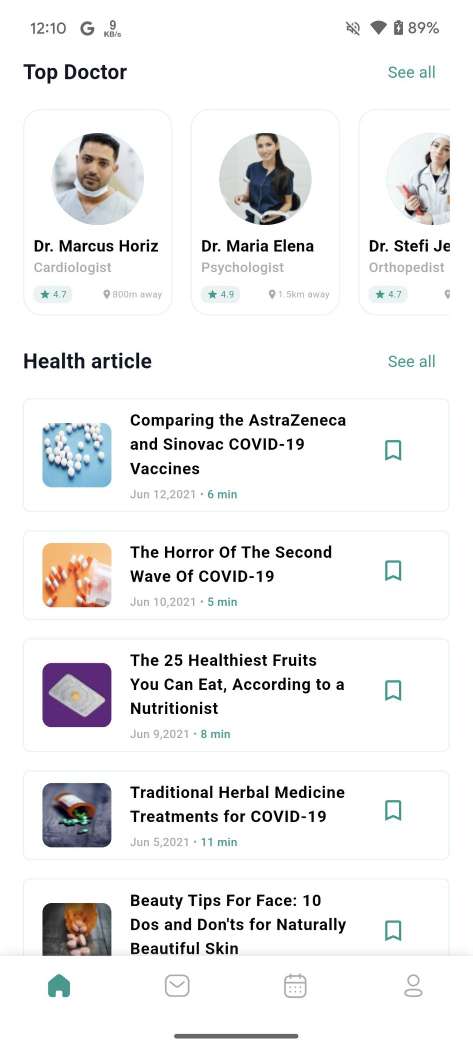 12:10 G 9 KB/s 89%
Top Doctor See all
Dr. Marcus Horiz Dr. Maria Elena Dr. Stefi Je
Cardiologist Psychologist Orthopedist
4.7 800m away 4.9 1.5km away 4.7
Health article See all
Comparing the AstraZeneca
and Sinovac COVID-19
Vaccines
Jun 12,2021 • 6 min
The Horror Of The Second
Wave Of COVID-19
Jun 10,2021 • 5 min
The 25 Healthiest Fruits
You Can Eat, According to a
Nutritionist
Jun 9,2021 • 8 min
Traditional Herbal Medicine
Treatments for COVID-19
Jun 5,2021 • 11 min
Beauty Tips For Face: 10
Dos and Don'ts for Naturally
Beautiful Skin